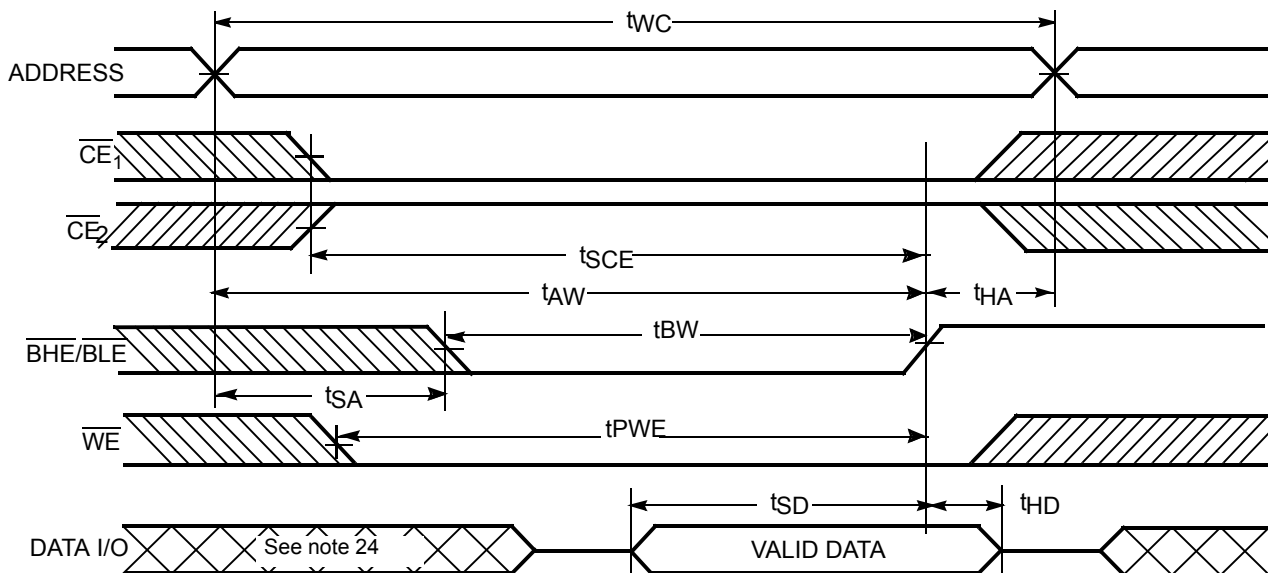 tWC
ADDRESS
CE1
CE2
tSCE
tAW
tHA
tBW
BHE/BLE
tSA
tPWE
WE
tSD
tHD
DATA I/O
See note 24
VALID DATA